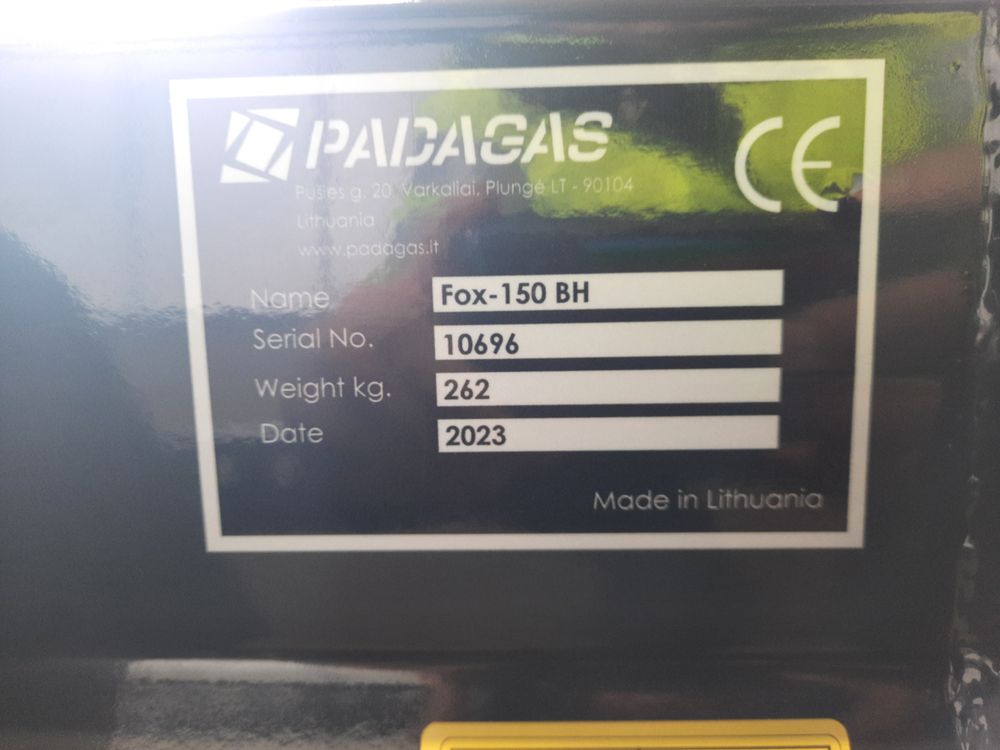 PADAGAS
CE
Pušies g. 20, Varkaliai, Plungė LT - 90104
Lithuania
www.padagas.lt
Name Fox-150 BH
Serial No. 10696
Weight kg. 262
Date 2023
Made in Lithuania